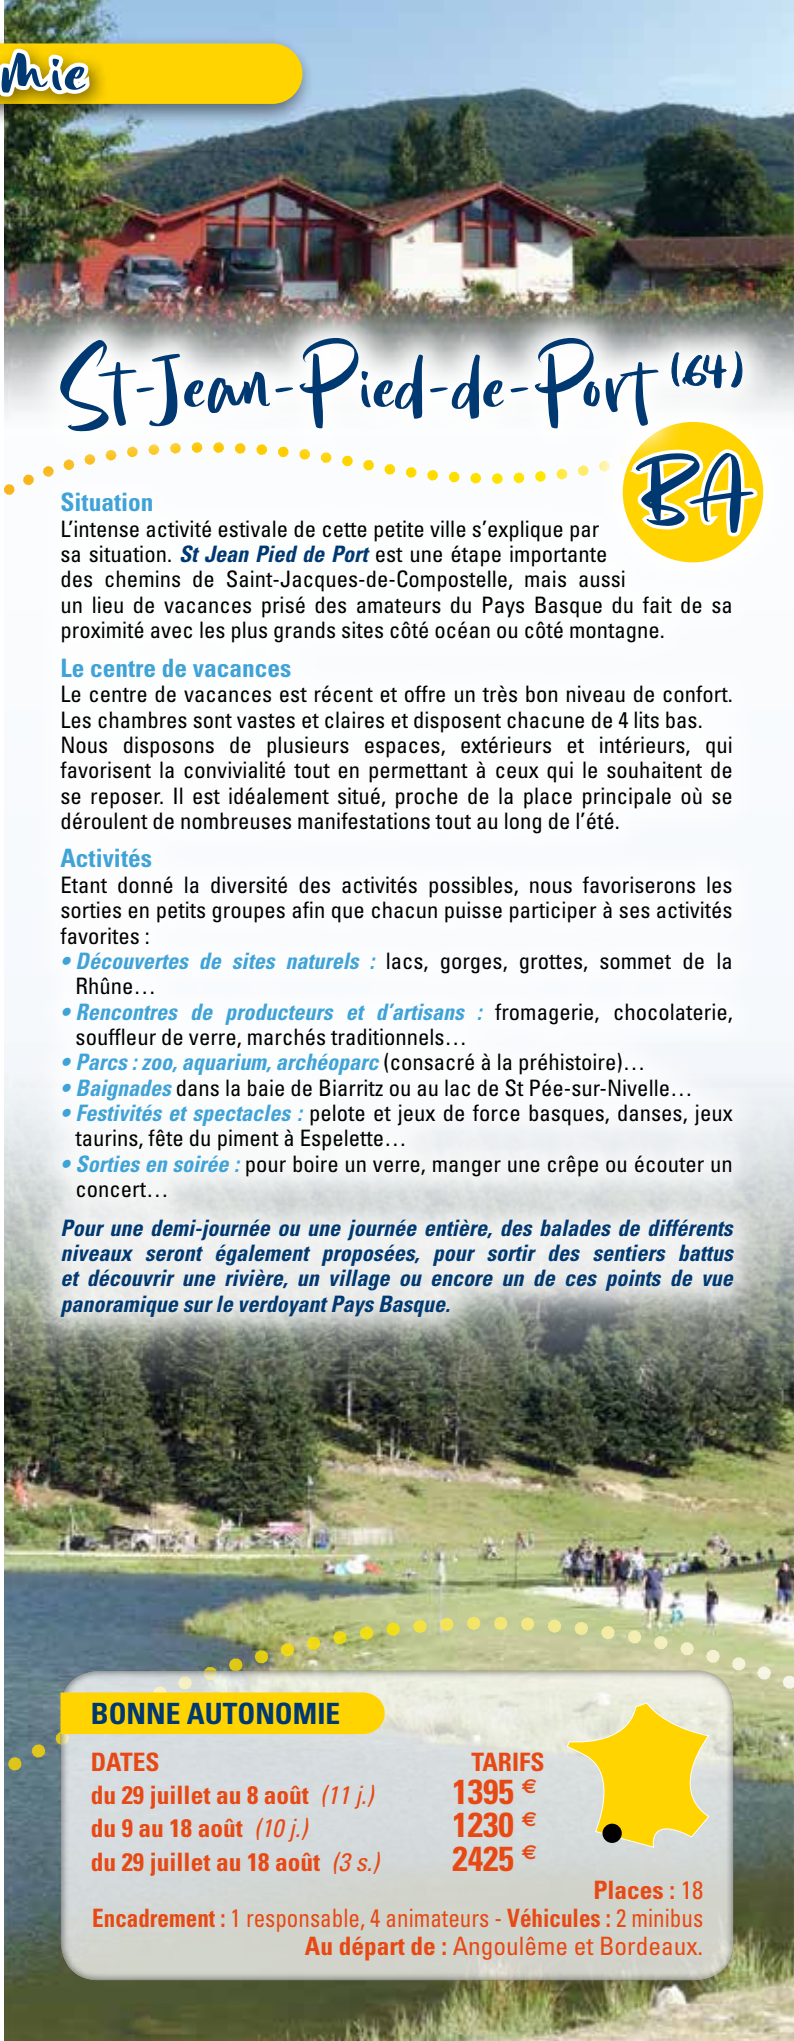 mie
St-Jean-Pied-de-Port (64)
BA
Situation
L’intense activité estivale de cette petite ville s’explique par
sa situation. St Jean Pied de Port est une étape importante
des chemins de Saint-Jacques-de-Compostelle, mais aussi
un lieu de vacances prisé des amateurs du Pays Basque du fait de sa
proximité avec les plus grands sites côté océan ou côté montagne.
Le centre de vacances
Le centre de vacances est récent et offre un très bon niveau de confort.
Les chambres sont vastes et claires et disposent chacune de 4 lits bas.
Nous disposons de plusieurs espaces, extérieurs et intérieurs, qui
favorisent la convivialité tout en permettant à ceux qui le souhaitent de
se reposer. Il est idéalement situé, proche de la place principale où se
déroulent de nombreuses manifestations tout au long de l’été.
Activités
Etant donné la diversité des activités possibles, nous favoriserons les
sorties en petits groupes afin que chacun puisse participer à ses activités
favorites :
• Découvertes de sites naturels : lacs, gorges, grottes, sommet de la
Rhûne…
• Rencontres de producteurs et d’artisans : fromagerie, chocolaterie,
souffleur de verre, marchés traditionnels…
• Parcs : zoo, aquarium, archéoparc (consacré à la préhistoire)…
• Baignades dans la baie de Biarritz ou au lac de St Pée-sur-Nivelle…
• Festivités et spectacles : pelote et jeux de force basques, danses, jeux
taurins, fête du piment à Espelette…
• Sorties en soirée : pour boire un verre, manger une crêpe ou écouter un
concert…
Pour une demi-journée ou une journée entière, des balades de différents
niveaux seront également proposées, pour sortir des sentiers battus
et découvrir une rivière, un village ou encore un de ces points de vue
panoramique sur le verdoyant Pays Basque.
BONNE AUTONOMIE
DATES TARIFS
du 29 juillet au 8 août (11 j.) 1395 €
du 9 au 18 août (10 j.) 1230 €
du 29 juillet au 18 août (3 s.) 2425 €
Places : 18
Encadrement : 1 responsable, 4 animateurs - Véhicules : 2 minibus
Au départ de : Angoulême et Bordeaux.